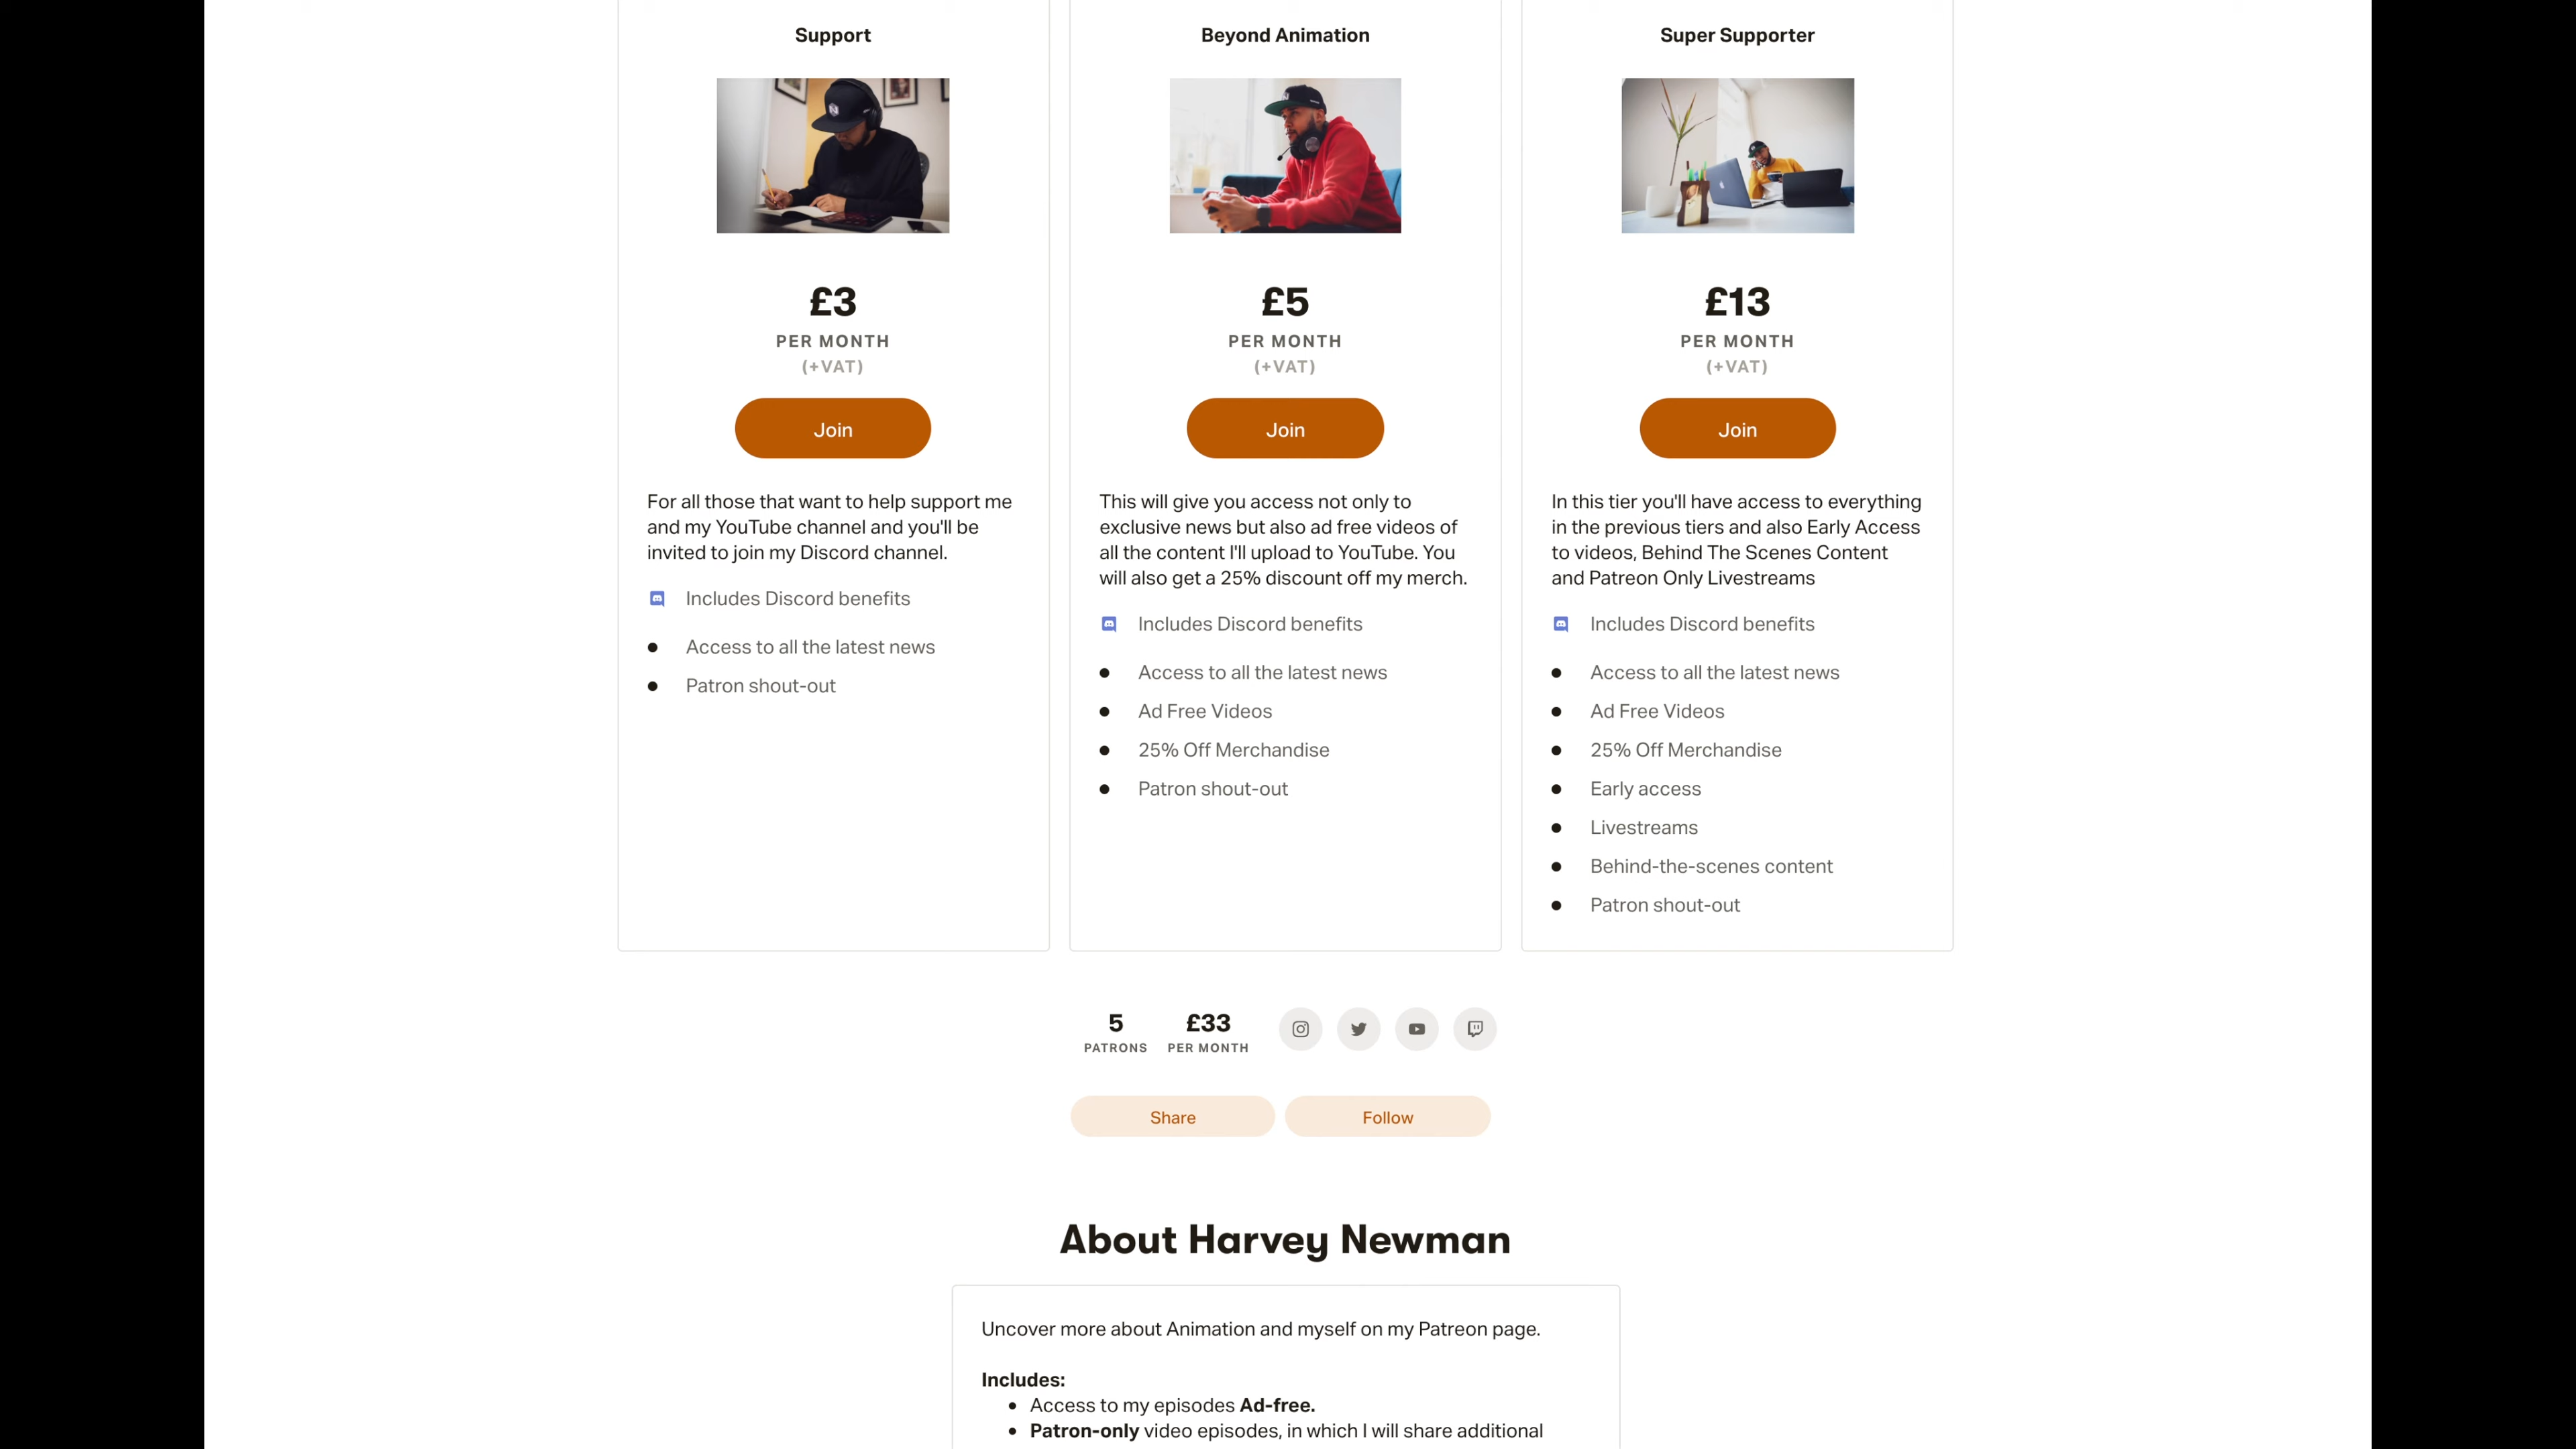 Support
£3
PER MONTH
(+VAT)
Join
For all those that want to help support me
and my YouTube channel and you'll be
invited to join my Discord channel.
Includes Discord benefits
Access to all the latest news
Patron shout-out
Beyond Animation
£5
PER MONTH
(+VAT)
Join
This will give you access not only to
exclusive news but also ad free videos of
all the content I'll upload to YouTube. You
will also get a 25% discount off my merch.
Includes Discord benefits
Access to all the latest news
Ad Free Videos
25% Off Merchandise
Patron shout-out
Super Supporter
£13
PER MONTH
(+VAT)
Join
In this tier you'll have access to everything
in the previous tiers and also Early Access
to videos, Behind The Scenes Content
and Patreon Only Livestreams
Includes Discord benefits
Access to all the latest news
Ad Free Videos
25% Off Merchandise
Early access
Livestreams
Behind-the-scenes content
Patron shout-out
5
PATRONS
£33
PER MONTH
Share
Follow
About Harvey Newman
Uncover more about Animation and myself on my Patreon page.
Includes:
Access to my episodes Ad-free.
Patron-only video episodes, in which I will share additional